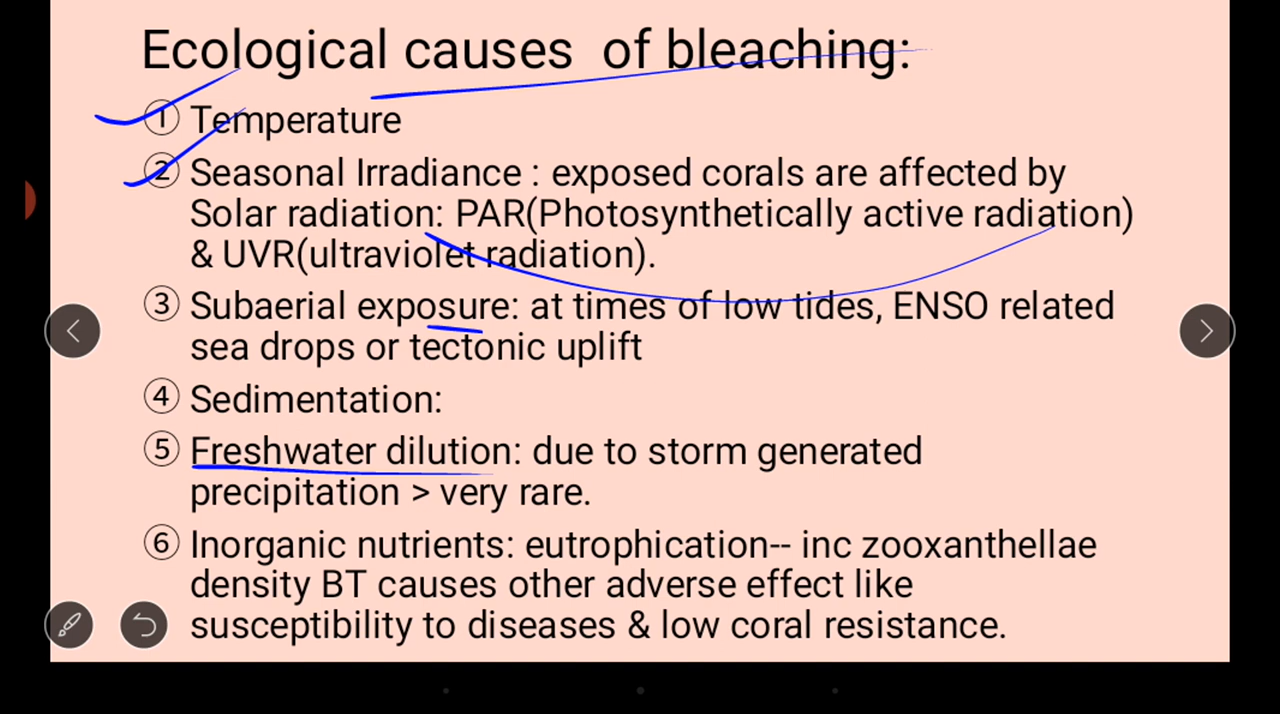 Ecological causes of bleaching:
① Temperature
② Seasonal Irradiance : exposed corals are affected by
Solar radiation: PAR(Photosynthetically active radiation)
& UVR(ultraviolet radiation).
③ Subaerial exposure: at times of low tides, ENSO related
sea drops or tectonic uplift
④ Sedimentation:
⑤ Freshwater dilution: due to storm generated
precipitation > very rare.
⑥ Inorganic nutrients: eutrophication-- inc zooxanthellae
density BT causes other adverse effect like
susceptibility to diseases & low coral resistance.